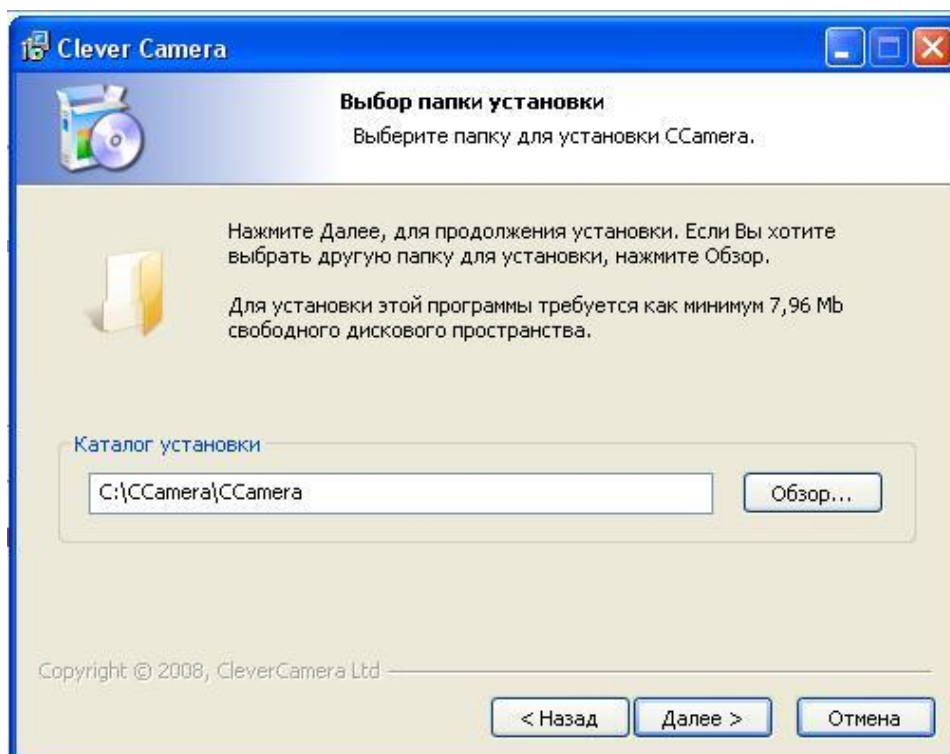 Clever Camera
Выбор папки установки
Выберите папку для установки CCamera.
Нажмите Далее, для продолжения установки. Если Вы хотите
выбрать другую папку для установки, нажмите Обзор.
Для установки этой программы требуется как минимум 7,96 Mb
свободного дискового пространства.
Каталог установки
C:\CCamera\CCamera
Обзор...
Copyright © 2008, CleverCamera Ltd
< Назад
Далее >
Отмена